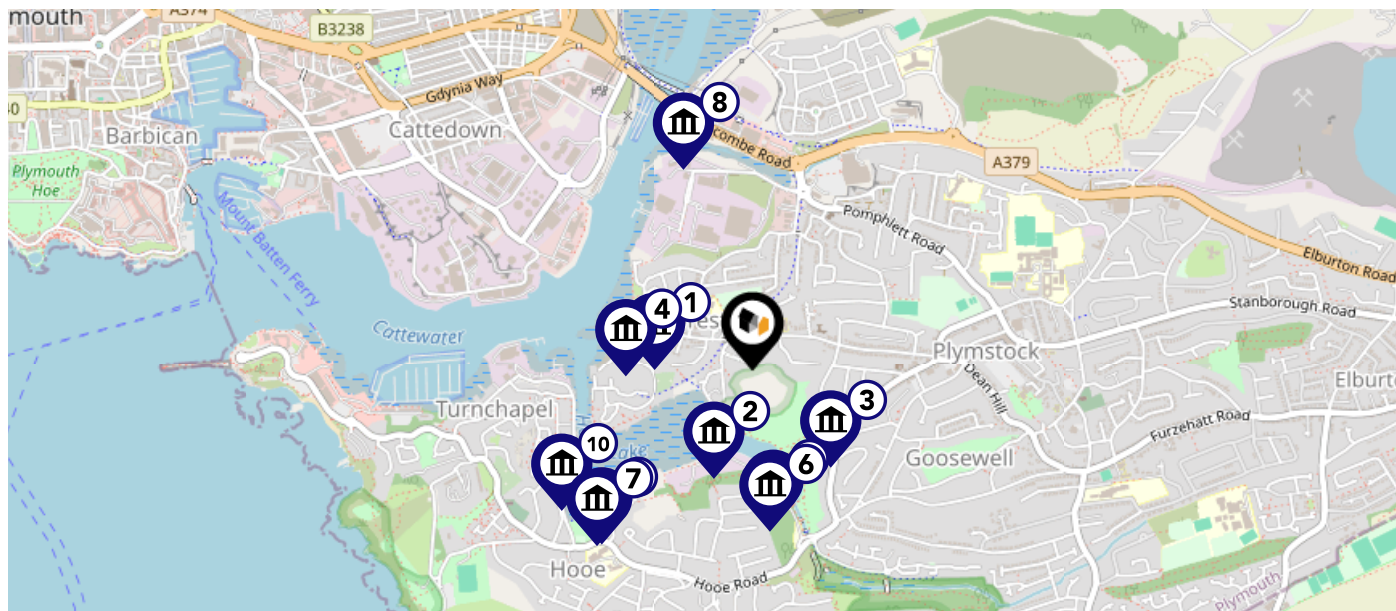 mouth
A374
B3238
8
40
Gdynia Way
Barbican
Cattedown
combe Road
A379
Plymouth
Hoe
Mount Batten Ferry
Pomphlett Road
Elburton Road
4
1
Stanborough Road
Cattewater
Plymstock
Dean Hill
Turnchapel
2
3
Furzehatt Road
Elburt
10
7
6
Goosewell
Hooe
Hooe Road
Plymouth